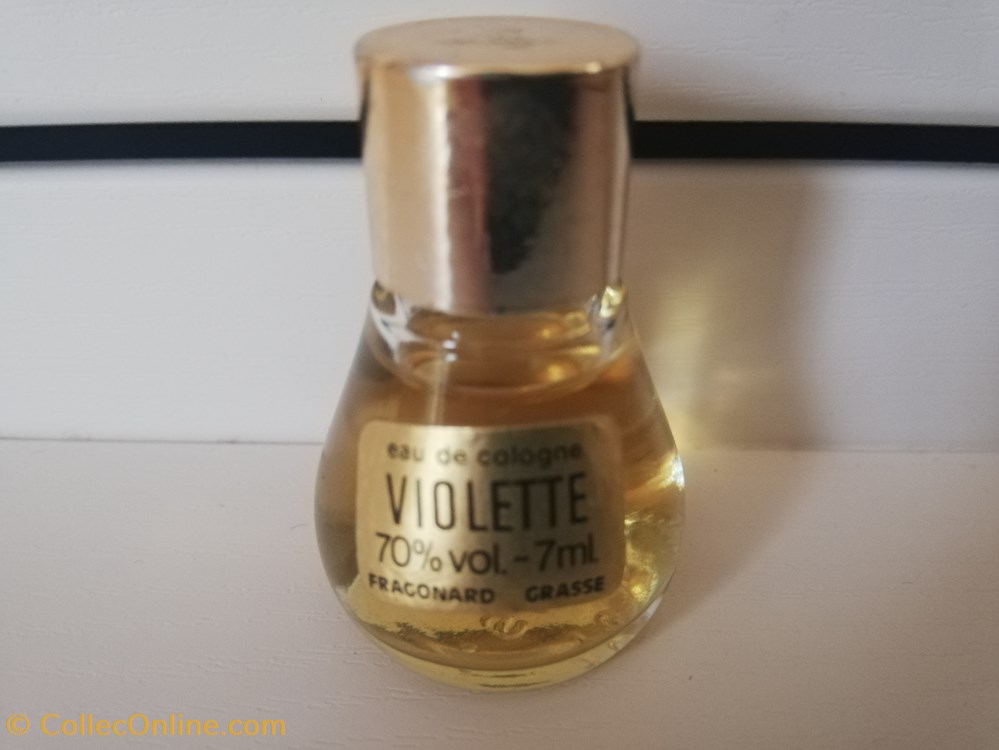 eau de cologne
VIOLETTE
70% vol. - 7ml.
FRAGONARD GRASSE
© CollecOnline.com